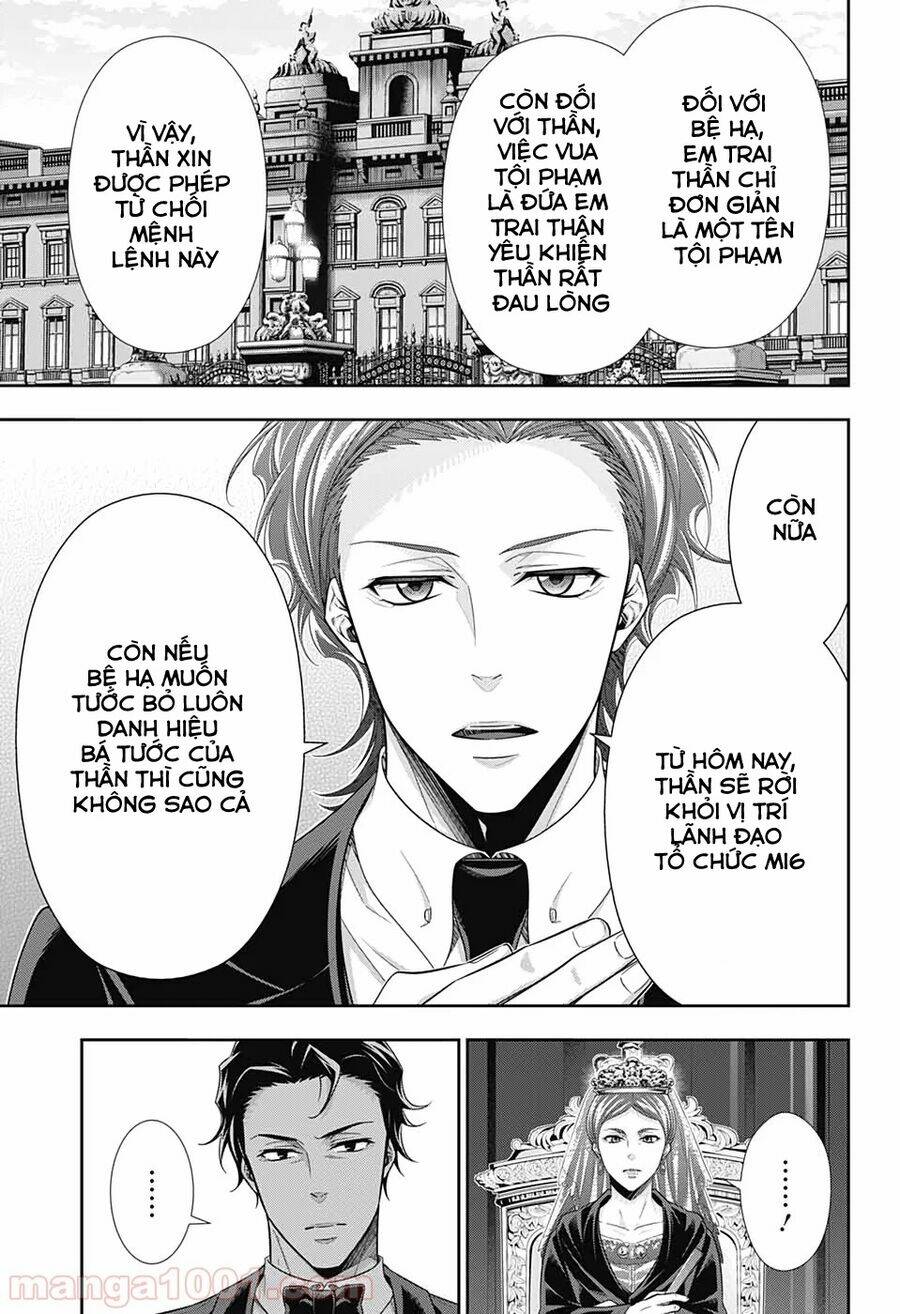 ĐỐI VỚI
BỆ HẠ,
EM TRAI
THẦN CHỈ
ĐƠN GIẢN
LÀ MỘT TÊN
TỘI PHẠM
CÒN ĐỐI
VỚI THẦN,
VIỆC VUA
TỘI PHẠM
LÀ ĐỨA EM
TRAI THÂN
YÊU KHIẾN
THẦN RẤT
ĐAU LÒNG
VÌ VẬY,
THẦN XIN
ĐƯỢC PHÉP
TỪ CHỐI
MỆNH
LỆNH NÀY
CÒN
NỮA
TỪ HÔM NAY,
THẦN SẼ RỜI
KHỎI VỊ TRÍ
LÃNH ĐẠO
TỔ CHỨC MI6
CÒN NẾU
BỆ HẠ MUỐN
TƯỚC BỎ LUÔN
DANH HIỆU
BÁ TƯỚC CỦA
THẦN THÌ CŨNG
KHÔNG SAO CẢ
......!
......
manga1001.com